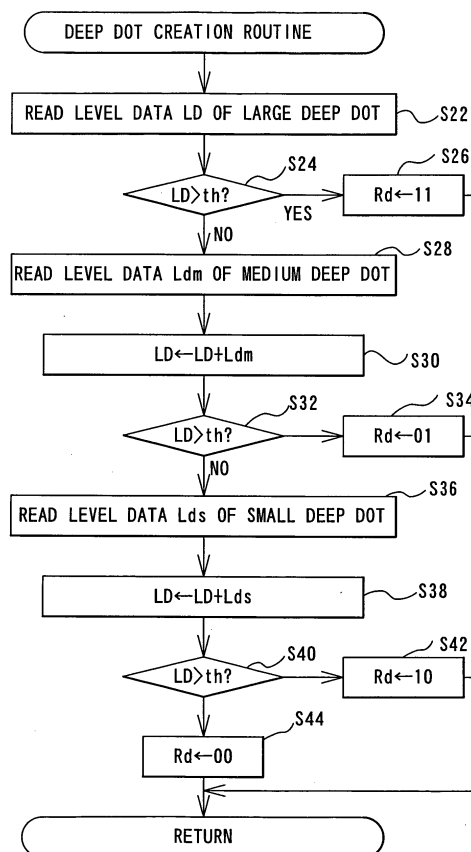 DEEP DOT CREATION ROUTINE
READ LEVEL DATA LD OF LARGE DEEP DOT
S22
LD>th?
S24
YES
Rd←11
S26
NO
READ LEVEL DATA Ldm OF MEDIUM DEEP DOT
S28
LD←LD+Ldm
S30
LD>th?
S32
Rd←01
S34
NO
READ LEVEL DATA Lds OF SMALL DEEP DOT
S36
LD←LD+Lds
S38
LD>th?
S40
Rd←10
S42
Rd←00
S44
RETURN